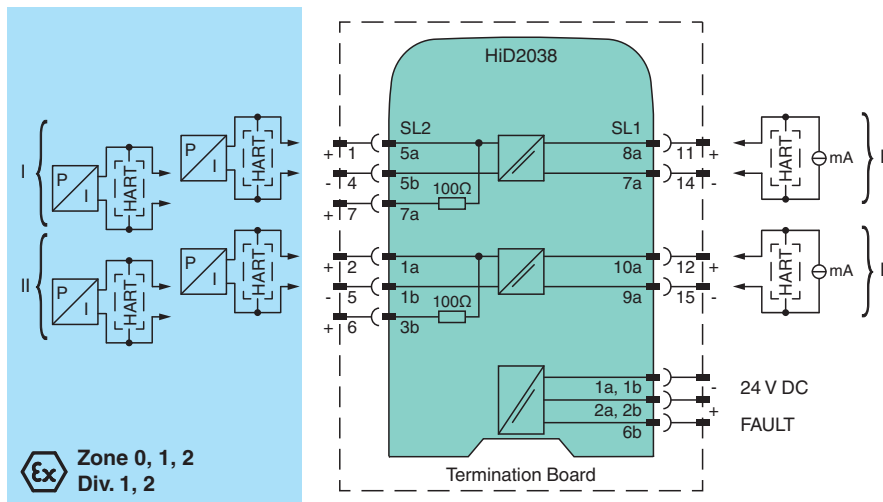 HiD2038
SL2
SL1
I
P
I
HART
P
I
HART
+ 1
5a
8a
11 +
- 4
5b
7a
14 -
100Ω
+ 7
7a
HART
mA
I
II
P
I
HART
P
I
HART
+ 2
1a
10a
12 +
- 5
1b
9a
15 -
100Ω
+ 6
3b
HART
mA
1a, 1b
-
24 V DC
2a, 2b
+
6b
FAULT
Ex
Zone 0, 1, 2
Div. 1, 2
Termination Board